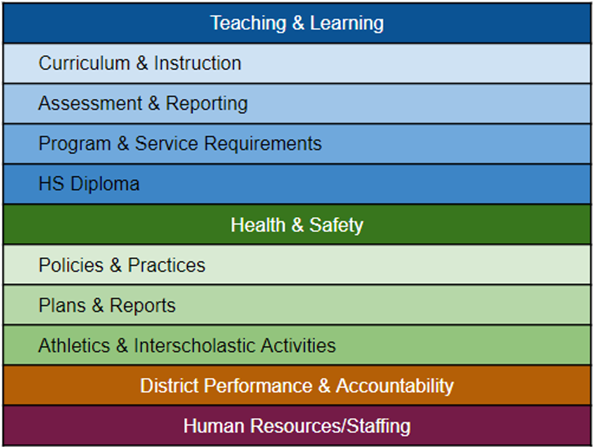 Teaching & Learning
Curriculum & Instruction
Assessment & Reporting
Program & Service Requirements
HS Diploma
Health & Safety
Policies & Practices
Plans & Reports
Athletics & Interscholastic Activities
District Performance & Accountability
Human Resources/Staffing